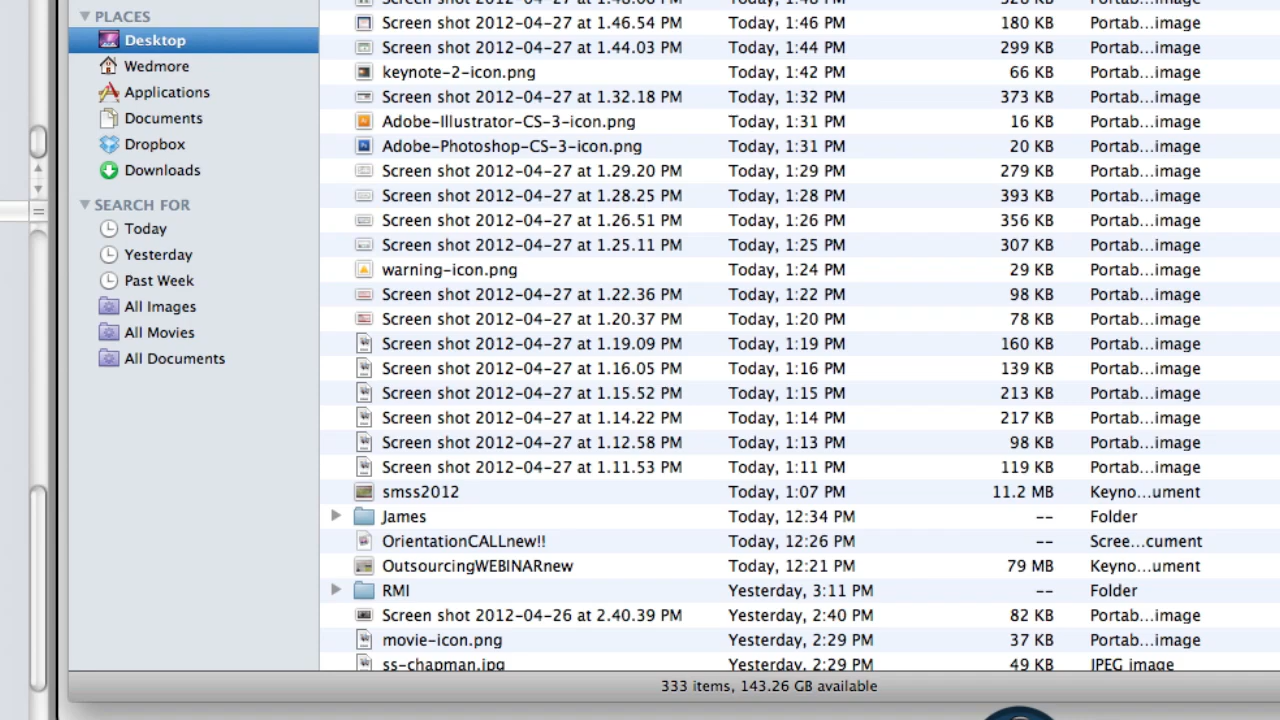 PLACES
Desktop
Wedmore
Applications
Documents
Dropbox
Downloads
SEARCH FOR
Today
Yesterday
Past Week
All Images
All Movies
All Documents
Screen shot 2012-04-27 at 1.46.54 PM Today, 1:46 PM 180 KB Portab...image
Screen shot 2012-04-27 at 1.44.03 PM Today, 1:44 PM 299 KB Portab...image
keynote-2-icon.png Today, 1:42 PM 66 KB Portab...image
Screen shot 2012-04-27 at 1.32.18 PM Today, 1:32 PM 373 KB Portab...image
Adobe-Illustrator-CS-3-icon.png Today, 1:31 PM 16 KB Portab...image
Adobe-Photoshop-CS-3-icon.png Today, 1:31 PM 20 KB Portab...image
Screen shot 2012-04-27 at 1.29.20 PM Today, 1:29 PM 279 KB Portab...image
Screen shot 2012-04-27 at 1.28.25 PM Today, 1:28 PM 393 KB Portab...image
Screen shot 2012-04-27 at 1.26.51 PM Today, 1:26 PM 356 KB Portab...image
Screen shot 2012-04-27 at 1.25.11 PM Today, 1:25 PM 307 KB Portab...image
warning-icon.png Today, 1:24 PM 29 KB Portab...image
Screen shot 2012-04-27 at 1.22.36 PM Today, 1:22 PM 98 KB Portab...image
Screen shot 2012-04-27 at 1.20.37 PM Today, 1:20 PM 78 KB Portab...image
Screen shot 2012-04-27 at 1.19.09 PM Today, 1:19 PM 160 KB Portab...image
Screen shot 2012-04-27 at 1.16.05 PM Today, 1:16 PM 139 KB Portab...image
Screen shot 2012-04-27 at 1.15.52 PM Today, 1:15 PM 213 KB Portab...image
Screen shot 2012-04-27 at 1.14.22 PM Today, 1:14 PM 217 KB Portab...image
Screen shot 2012-04-27 at 1.12.58 PM Today, 1:13 PM 98 KB Portab...image
Screen shot 2012-04-27 at 1.11.53 PM Today, 1:11 PM 119 KB Portab...image
smss2012 Today, 1:07 PM 11.2 MB Keyno...ument
James Today, 12:34 PM -- Folder
OrientationCALLnew!! Today, 12:26 PM -- Scree...cument
OutsourcingWEBINARnew Today, 12:21 PM 79 MB Keyno...ument
RMI Yesterday, 3:11 PM -- Folder
Screen shot 2012-04-26 at 2.40.39 PM Yesterday, 2:40 PM 82 KB Portab...image
movie-icon.png Yesterday, 2:29 PM 37 KB Portab...image
ss-chapman.jpg Yesterday, 2:29 PM 49 KB JPEG image
333 items, 143.26 GB available